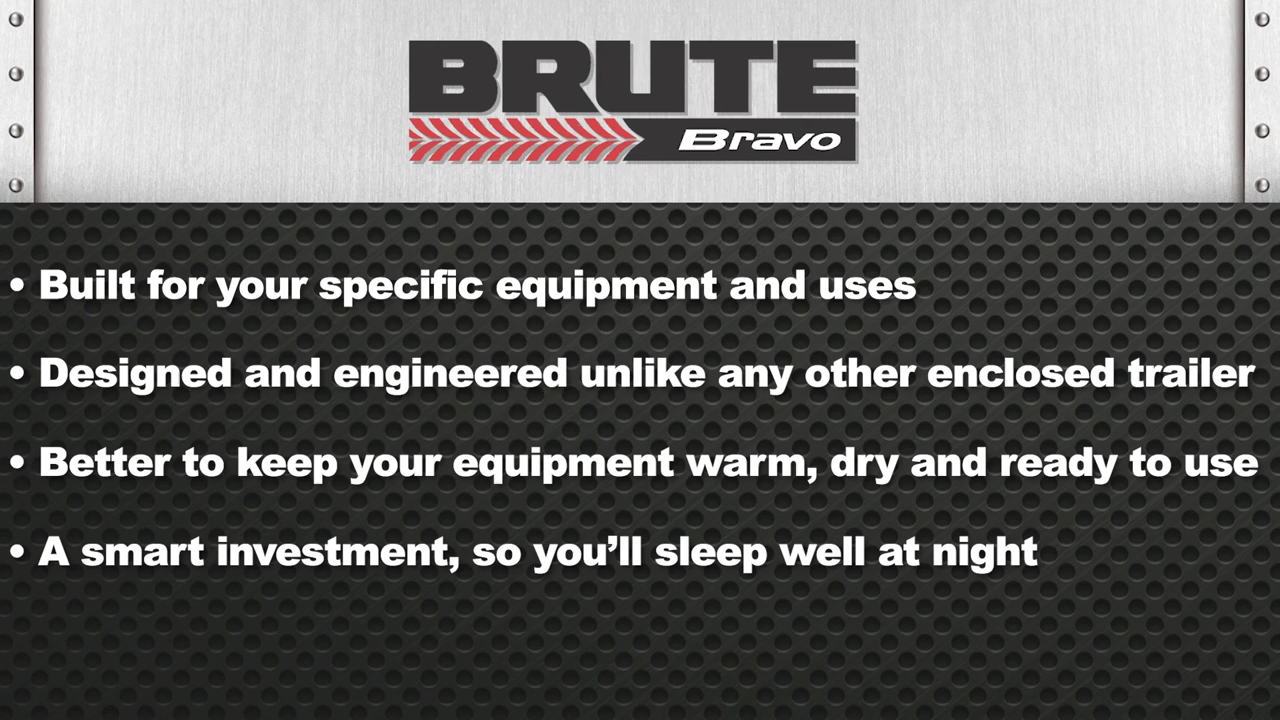 BRUTE
Bravo
• Built for your specific equipment and uses
• Designed and engineered unlike any other enclosed trailer
• Better to keep your equipment warm, dry and ready to use
• A smart investment, so you’ll sleep well at night